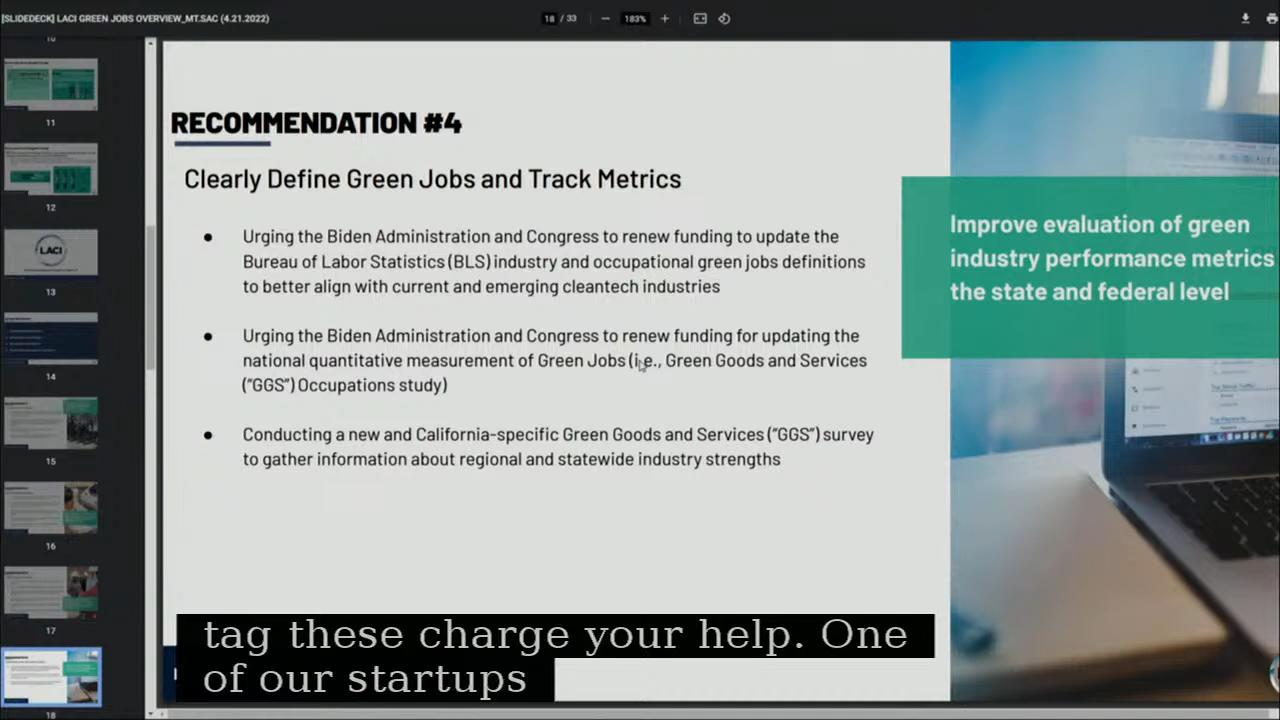 [SLIDEDECK] LACI GREEN JOBS OVERVIEW_MT.SAC (4.21.2022)
18 / 33
183%
11
12
LACI
13
14
15
16
17
18
RECOMMENDATION #4
Clearly Define Green Jobs and Track Metrics
● Urging the Biden Administration and Congress to renew funding to update the
Bureau of Labor Statistics (BLS) industry and occupational green jobs definitions
to better align with current and emerging cleantech industries
● Urging the Biden Administration and Congress to renew funding for updating the
national quantitative measurement of Green Jobs (i.e., Green Goods and Services
("GGS") Occupations study)
● Conducting a new and California-specific Green Goods and Services ("GGS") survey
to gather information about regional and statewide industry strengths
Improve evaluation of green
industry performance metrics
the state and federal level
tag these charge your help. One
of our startups